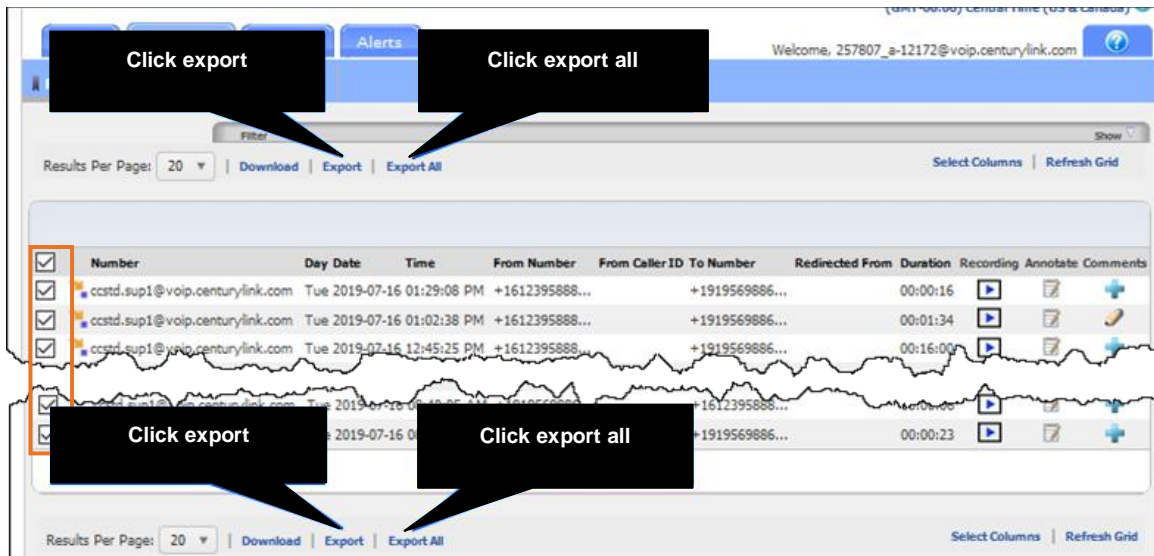 Central Time (US & Canada)
Alerts
Welcome, 257807_a-12172@voip.centurylink.com
Click export
Click export all
Filter
Show
Results Per Page: 20 | Download | Export | Export All
Select Columns | Refresh Grid
Number Day Date Time From Number From Caller ID To Number Redirected From Duration Recording Annotate Comments
ccstd.sup1@voip.centurylink.com Tue 2019-07-16 01:29:08 PM +1612395888... +1919569886... 00:00:16
ccstd.sup1@voip.centurylink.com Tue 2019-07-16 01:02:38 PM +1612395888... +1919569886... 00:01:34
ccstd.sup1@voip.centurylink.com Tue 2019-07-16 12:45:25 PM +1612395888... +1919569886... 00:16:00
+1612395888...
2019-07-16 +1919569886... 00:00:23
Click export
Click export all
Results Per Page: 20 | Download | Export | Export All
Select Columns | Refresh Grid